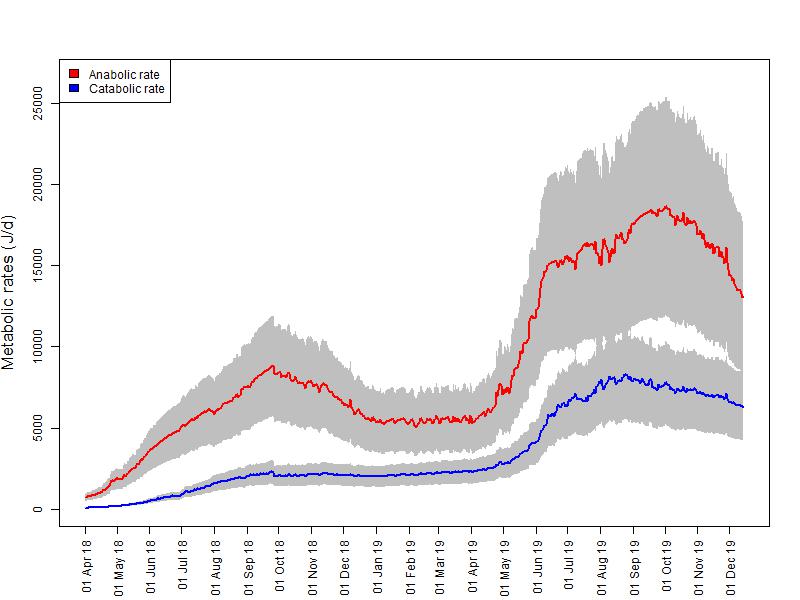 Anabolic rate
Catabolic rate
Metabolic rates (J/d)
25000
20000
15000
10000
5000
0
01 Apr 18
01 May 18
01 Jun 18
01 Jul 18
01 Aug 18
01 Sep 18
01 Oct 18
01 Nov 18
01 Dec 18
01 Jan 19
01 Feb 19
01 Mar 19
01 Apr 19
01 May 19
01 Jun 19
01 Jul 19
01 Aug 19
01 Sep 19
01 Oct 19
01 Nov 19
01 Dec 19